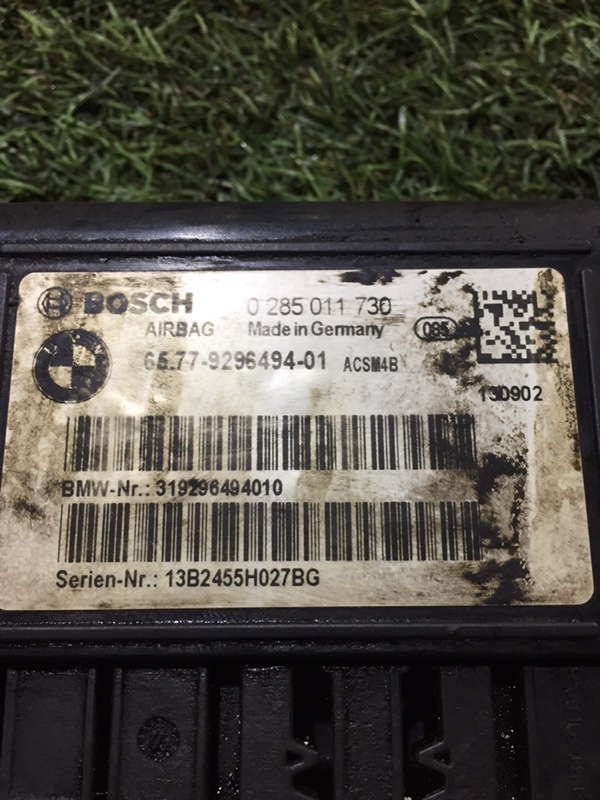 BOSCH 0 285 011 730
AIRBAG Made in Germany 085
65.77-9296494-01 ACSM4B
130902
BMW-Nr.: 319296494010
Serien-Nr.: 13B2455H027BG